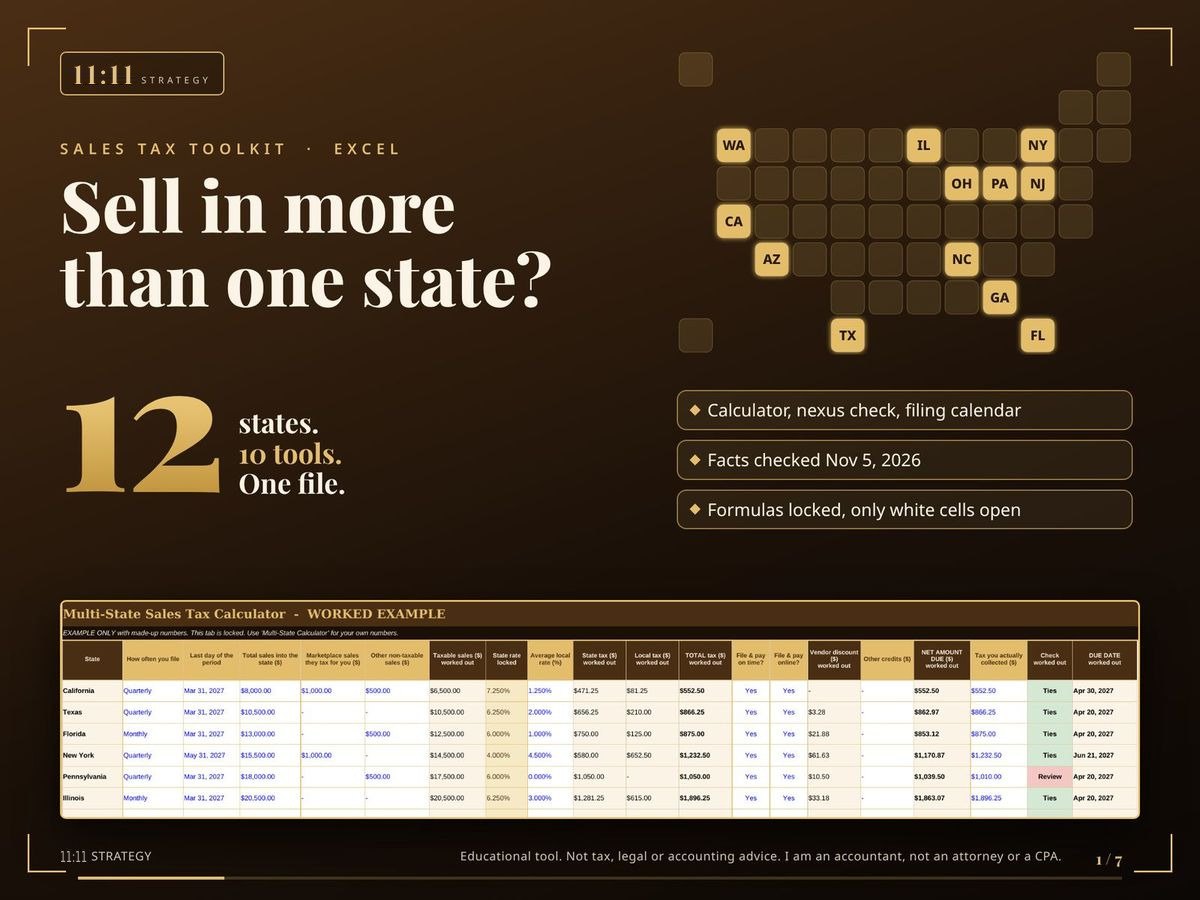 11:11 STRATEGY
SALES TAX TOOLKIT · EXCEL
Sell in more
than one state?
12
states.
10 tools.
One file.
WA IL NY
OH PA NJ
CA
AZ NC
GA
TX FL
Calculator, nexus check, filing calendar
Facts checked Nov 5, 2026
Formulas locked, only white cells open
Multi-State Sales Tax Calculator - WORKED EXAMPLE
EXAMPLE ONLY with made-up numbers. This tab is locked. Use 'Multi-State Calculator' for your own numbers.
State How often you file Last day of the period Total sales into the state ($) Marketplace sales they tax for you ($) Other non-taxable sales ($) Taxable sales ($) worked out State rate locked Average local rate (%) State tax ($) worked out Local tax ($) worked out TOTAL tax ($) worked out File & pay on time? File & pay online? Vendor discount ($) worked out Other credits ($) NET AMOUNT DUE ($) worked out Tax you actually collected ($) Check worked out DUE DATE worked out
California Quarterly Mar 31, 2027 $8,000.00 $1,000.00 $500.00 $6,500.00 7.250% 1.250% $471.25 $81.25 $552.50 Yes Yes - - $552.50 $552.50 Ties Apr 30, 2027
Texas Quarterly Mar 31, 2027 $10,500.00 - - $10,500.00 6.250% 2.000% $656.25 $210.00 $866.25 Yes Yes $3.28 - $862.97 $866.25 Ties Apr 20, 2027
Florida Monthly Mar 31, 2027 $13,000.00 - $500.00 $12,500.00 6.000% 1.000% $750.00 $125.00 $875.00 Yes Yes $21.88 - $853.12 $875.00 Ties Apr 20, 2027
New York Quarterly May 31, 2027 $15,500.00 $1,000.00 - $14,500.00 4.000% 4.500% $580.00 $652.50 $1,232.50 Yes Yes $61.63 - $1,170.87 $1,232.50 Ties Jun 21, 2027
Pennsylvania Quarterly Mar 31, 2027 $18,000.00 - $500.00 $17,500.00 6.000% 0.000% $1,050.00 - $1,050.00 Yes Yes $10.50 - $1,039.50 $1,010.00 Review Apr 20, 2027
Illinois Monthly Mar 31, 2027 $20,500.00 - - $20,500.00 6.250% 3.000% $1,281.25 $615.00 $1,896.25 Yes Yes $33.18 - $1,863.07 $1,896.25 Ties Apr 20, 2027
11:11 STRATEGY
Educational tool. Not tax, legal or accounting advice. I am an accountant, not an attorney or a CPA.
1 / 7